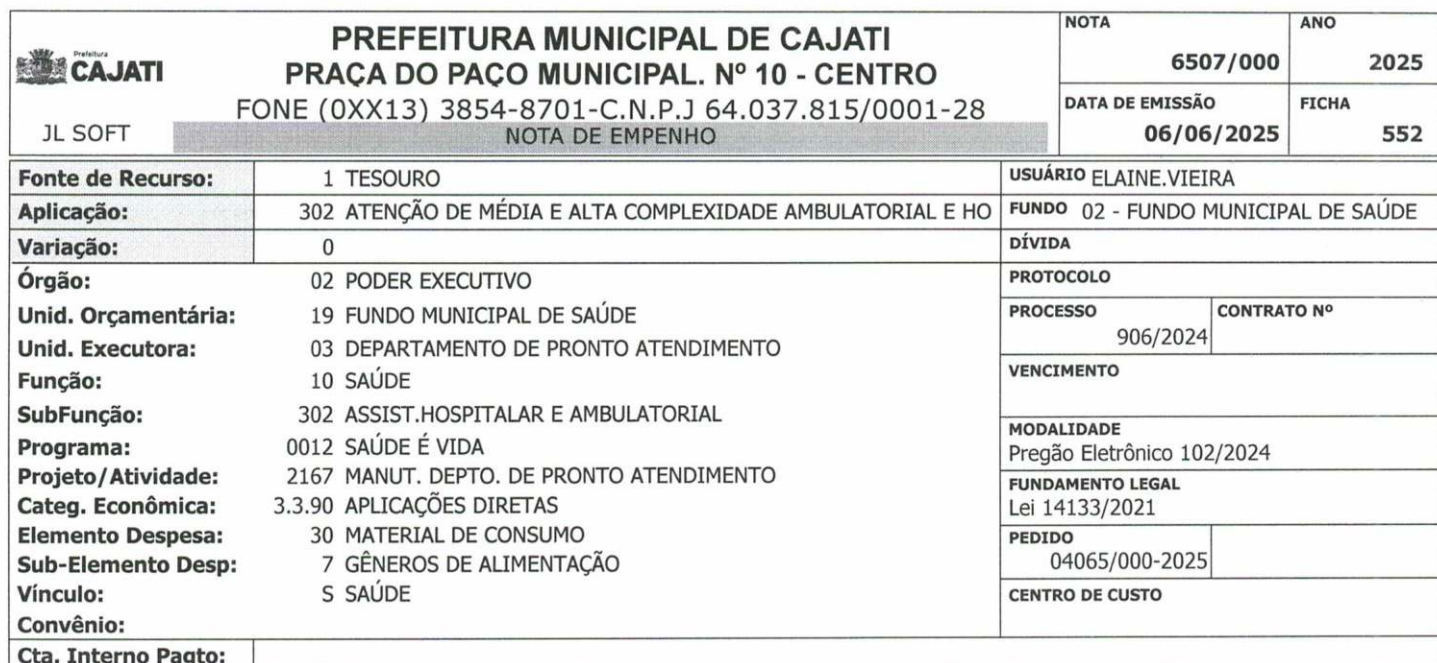 Prefeitura
CAJATI
JL SOFT
PREFEITURA MUNICIPAL DE CAJATI
PRAÇA DO PAÇO MUNICIPAL. Nº 10 - CENTRO
FONE (0XX13) 3854-8701-C.N.P.J 64.037.815/0001-28
NOTA DE EMPENHO
NOTA
6507/000
ANO
2025
DATA DE EMISSÃO
06/06/2025
FICHA
552
Fonte de Recurso: 1 TESOURO
Aplicação: 302 ATENÇÃO DE MÉDIA E ALTA COMPLEXIDADE AMBULATORIAL E HO
Variação: 0
Órgão: 02 PODER EXECUTIVO
Unid. Orçamentária: 19 FUNDO MUNICIPAL DE SAÚDE
Unid. Executora: 03 DEPARTAMENTO DE PRONTO ATENDIMENTO
Função: 10 SAÚDE
SubFunção: 302 ASSIST.HOSPITALAR E AMBULATORIAL
Programa: 0012 SAÚDE É VIDA
Projeto/Atividade: 2167 MANUT. DEPTO. DE PRONTO ATENDIMENTO
Categ. Econômica: 3.3.90 APLICAÇÕES DIRETAS
Elemento Despesa: 30 MATERIAL DE CONSUMO
Sub-Elemento Desp: 7 GÊNEROS DE ALIMENTAÇÃO
Vínculo: S SAÚDE
Convênio:
Cta. Interno Pagto:
USUÁRIO ELAINE.VIEIRA
FUNDO 02 - FUNDO MUNICIPAL DE SAÚDE
DÍVIDA
PROTOCOLO
PROCESSO
906/2024
CONTRATO Nº
VENCIMENTO
MODALIDADE
Pregão Eletrônico 102/2024
FUNDAMENTO LEGAL
Lei 14133/2021
PEDIDO
04065/000-2025
CENTRO DE CUSTO